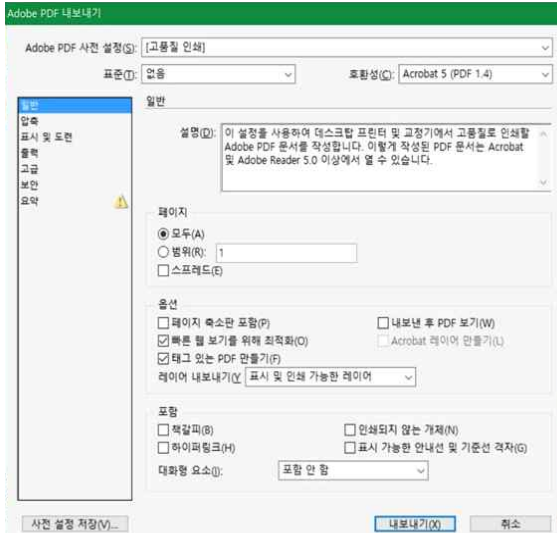 Adobe PDF 내보내기
Adobe PDF 사전 설정(S): [고품질 인쇄]
표준(T): 없음 호환성(C): Acrobat 5 (PDF 1.4)
일반
압축
표시 및 도련
출력
고급
보안
요약
일반
설명(D): 이 설정을 사용하여 데스크탑 프린터 및 교정기에서 고품질로 인쇄할
Adobe PDF 문서를 작성합니다. 이렇게 작성된 PDF 문서는 Acrobat
및 Adobe Reader 5.0 이상에서 열 수 있습니다.
페이지
모두(A)
범위(R): 1
스프레드(E)
옵션
페이지 축소판 포함(P) 내보낸 후 PDF 보기(W)
빠른 웹 보기를 위해 최적화(O) Acrobat 레이어 만들기(L)
태그 있는 PDF 만들기(F)
레이어 내보내기(Y 표시 및 인쇄 가능한 레이어
포함
책갈피(B) 인쇄되지 않는 개체(N)
하이퍼링크(H) 표시 가능한 안내선 및 기준선 격자(G)
대화형 요소(I): 포함 안 함
사전 설정 저장(V)... 내보내기(X) 취소